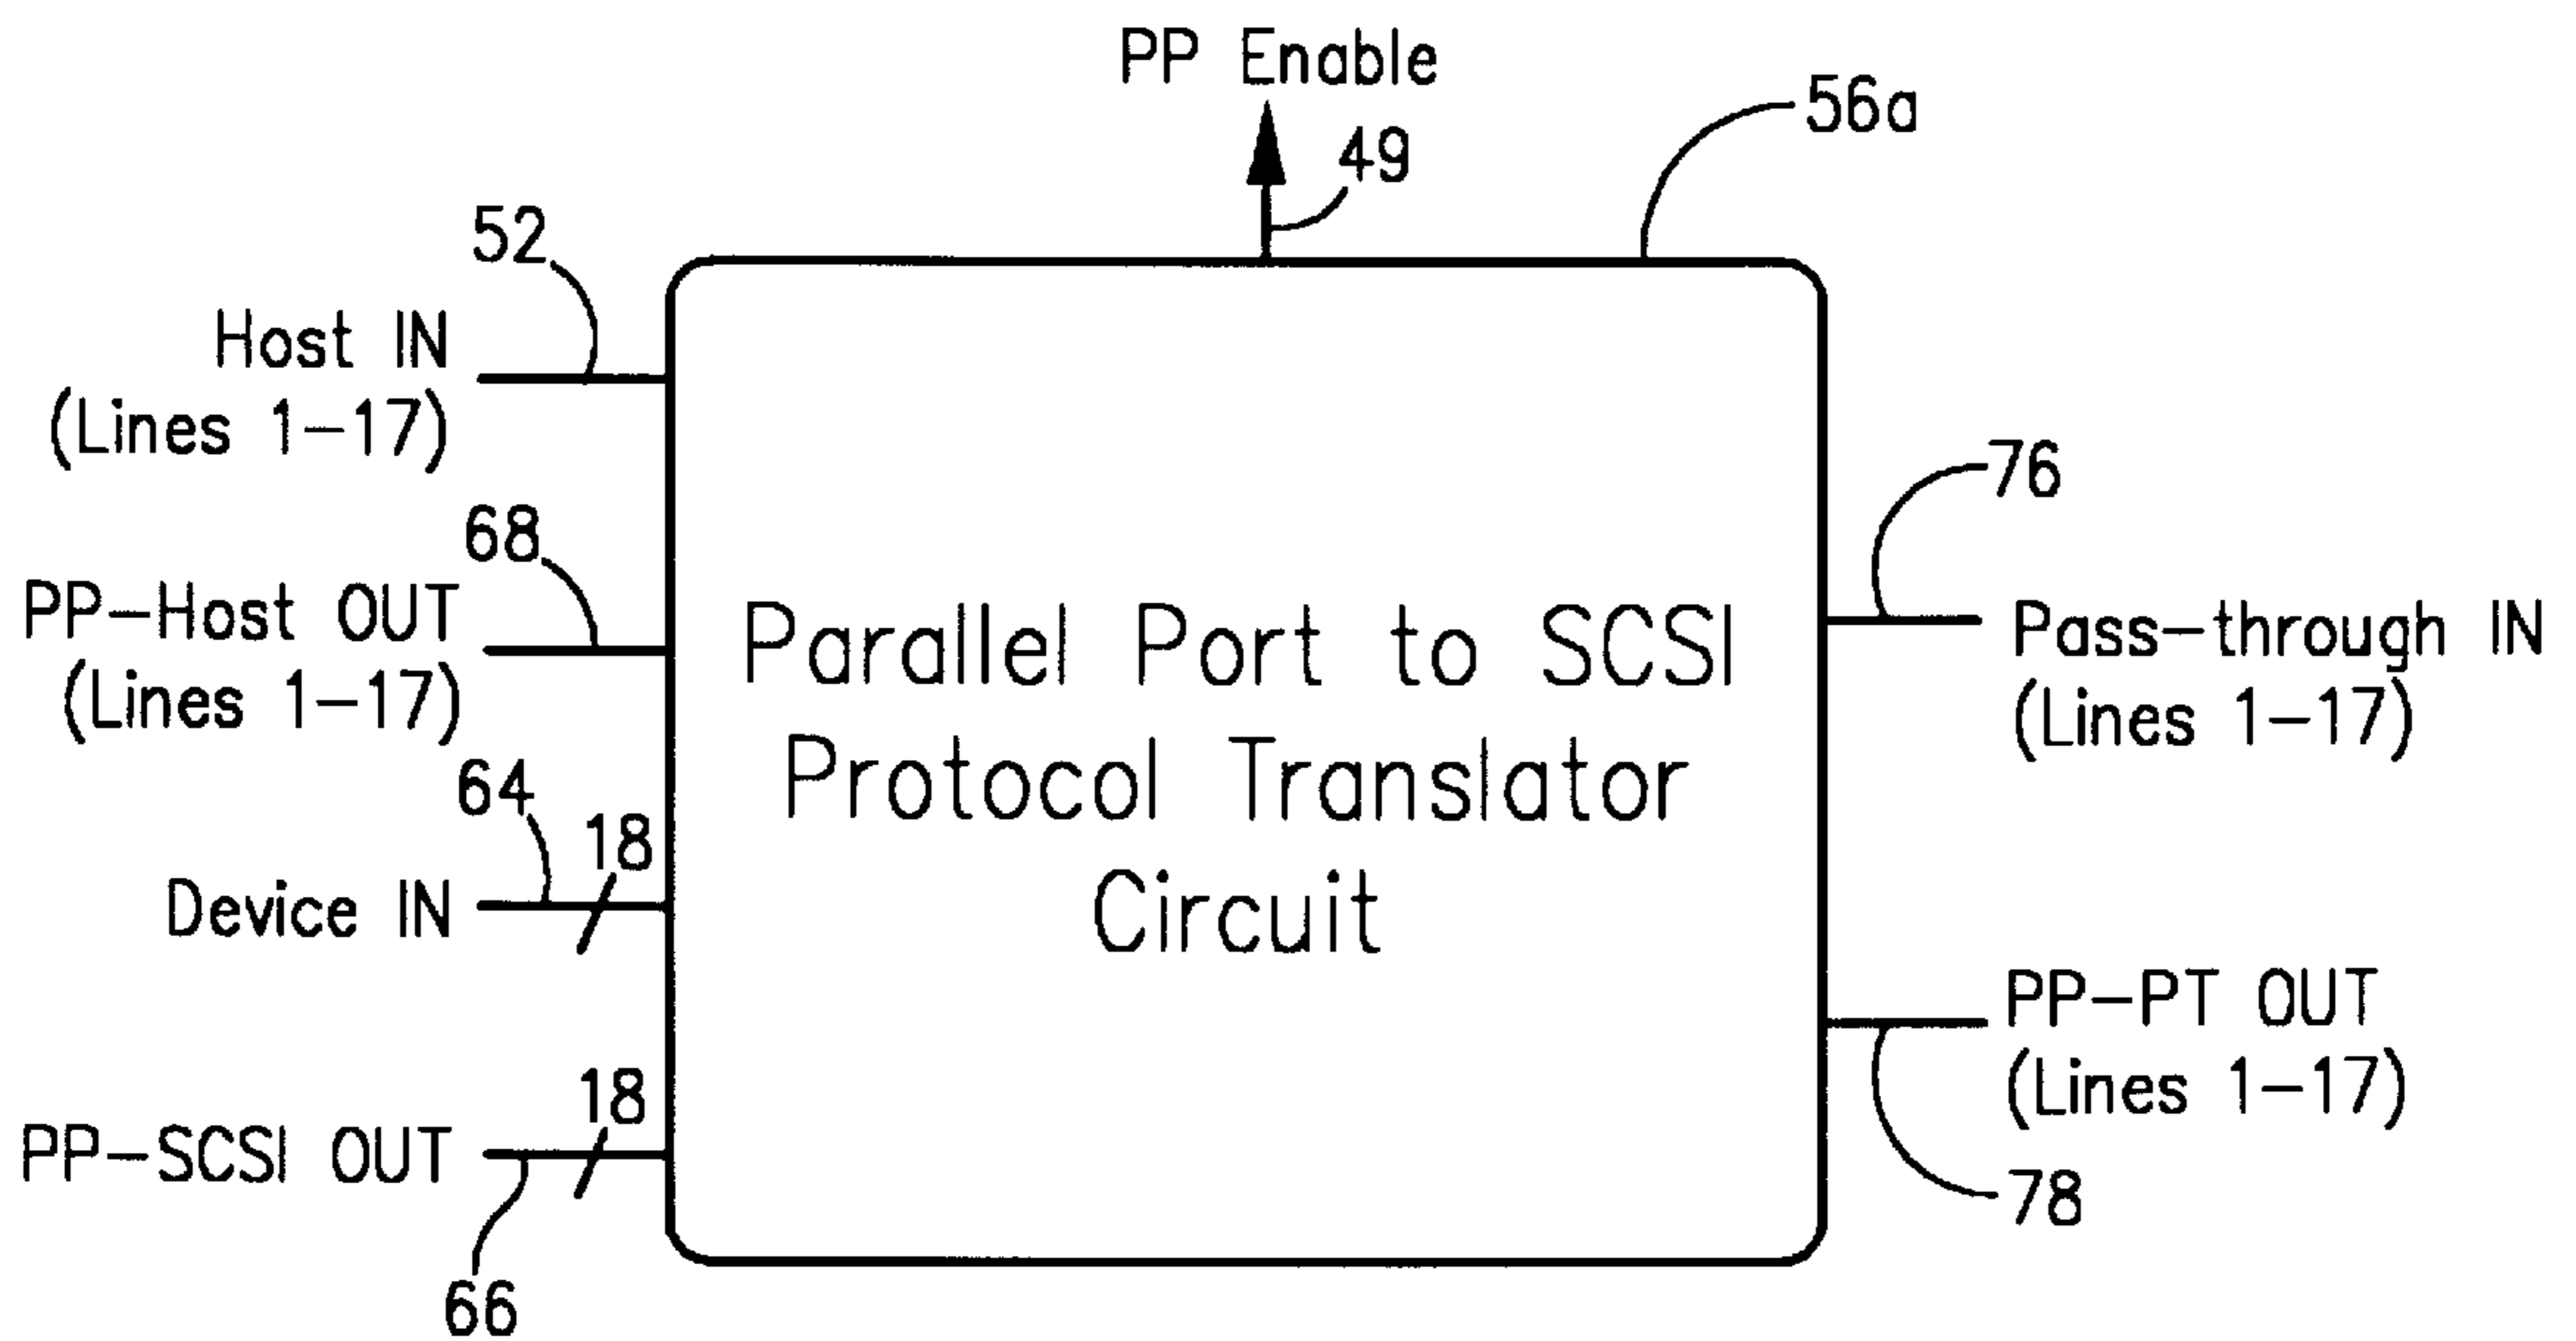 PP Enable
49
56a
52
Host IN
(Lines 1-17)
68
PP-Host OUT
(Lines 1-17)
64
18
Device IN
18
PP-SCSI OUT
66
Parallel Port to SCSI
Protocol Translator
Circuit
76
Pass-through IN
(Lines 1-17)
PP-PT OUT
(Lines 1-17)
78